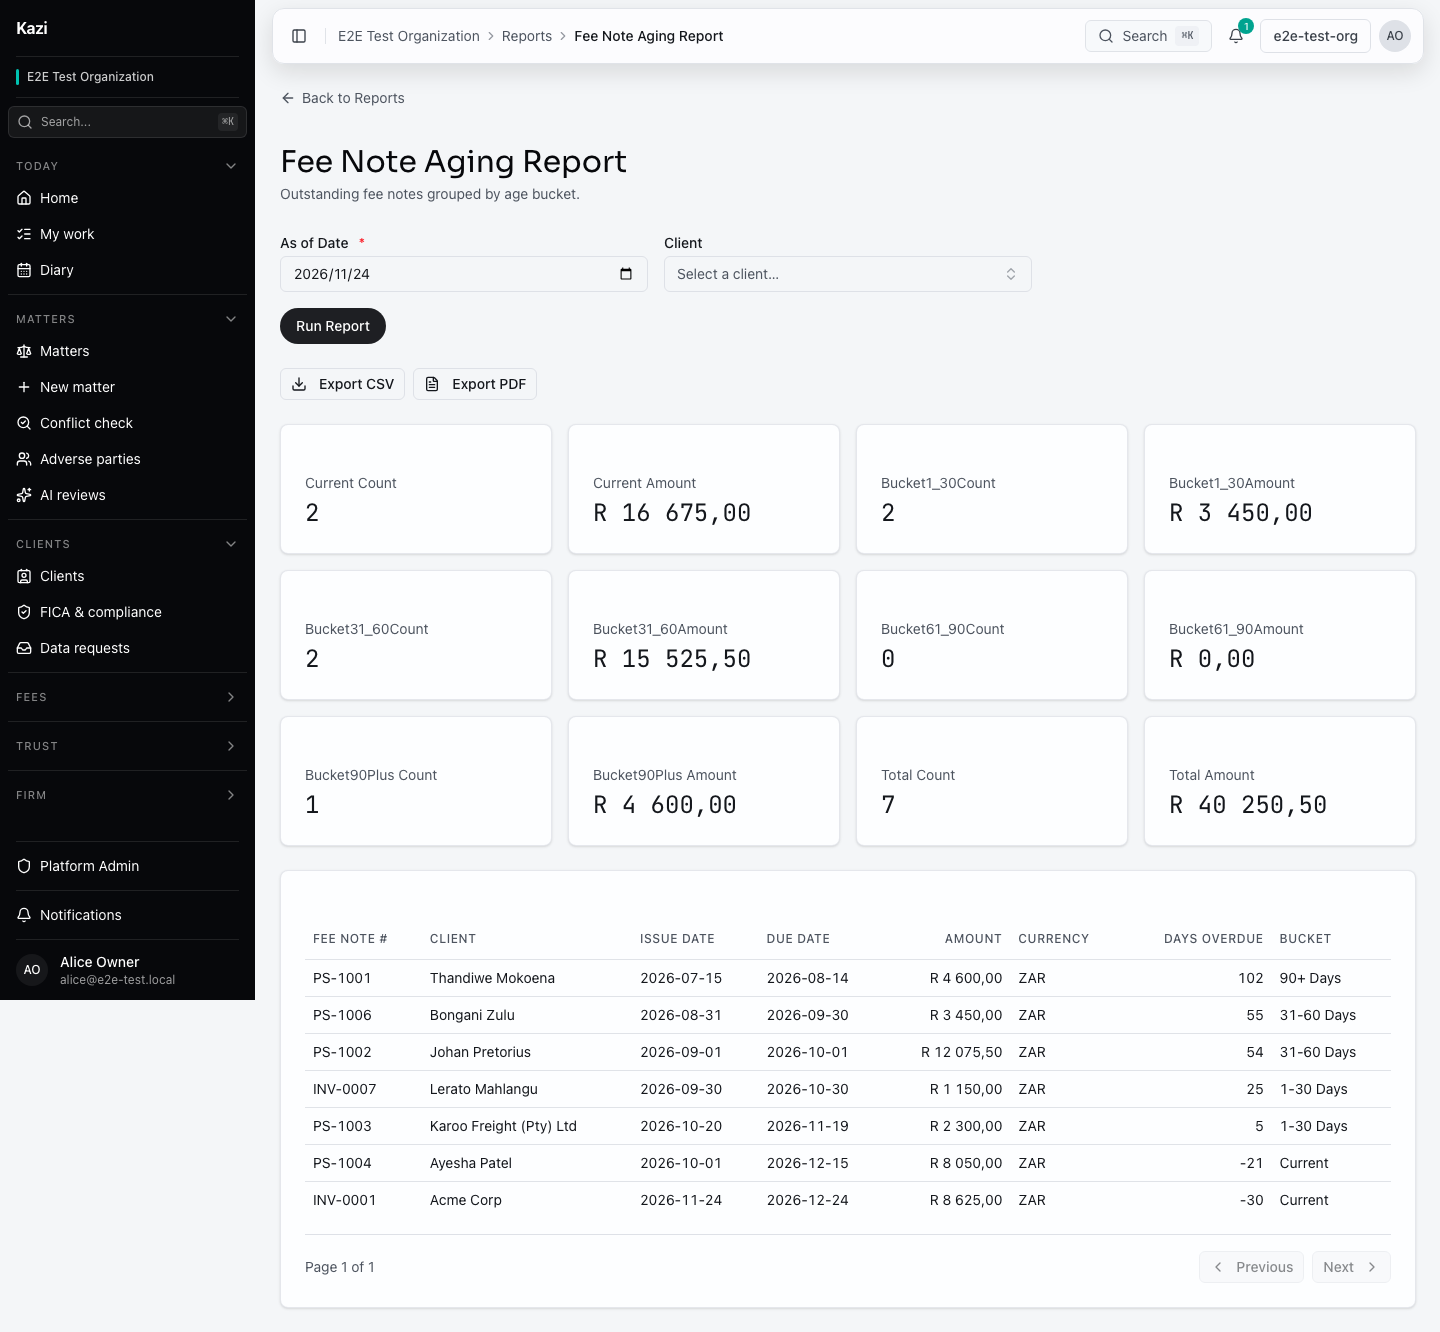 Kazi
E2E Test Organization
Search...
⌘K
TODAY
Home
My work
Diary
MATTERS
Matters
New matter
Conflict check
Adverse parties
AI reviews
CLIENTS
Clients
FICA & compliance
Data requests
FEES
TRUST
FIRM
Platform Admin
Notifications
AO
Alice Owner
alice@e2e-test.local
E2E Test Organization > Reports > Fee Note Aging Report
Search ⌘K
1
e2e-test-org
AO
Back to Reports
Fee Note Aging Report
Outstanding fee notes grouped by age bucket.
As of Date *
2026/11/24
Client
Select a client...
Run Report
Export CSV
Export PDF
Current Count
2
Current Amount
R 16 675,00
Bucket1_30Count
2
Bucket1_30Amount
R 3 450,00
Bucket31_60Count
2
Bucket31_60Amount
R 15 525,50
Bucket61_90Count
0
Bucket61_90Amount
R 0,00
Bucket90Plus Count
1
Bucket90Plus Amount
R 4 600,00
Total Count
7
Total Amount
R 40 250,50
FEE NOTE # CLIENT ISSUE DATE DUE DATE AMOUNT CURRENCY DAYS OVERDUE BUCKET
PS-1001 Thandiwe Mokoena 2026-07-15 2026-08-14 R 4 600,00 ZAR 102 90+ Days
PS-1006 Bongani Zulu 2026-08-31 2026-09-30 R 3 450,00 ZAR 55 31-60 Days
PS-1002 Johan Pretorius 2026-09-01 2026-10-01 R 12 075,50 ZAR 54 31-60 Days
INV-0007 Lerato Mahlangu 2026-09-30 2026-10-30 R 1 150,00 ZAR 25 1-30 Days
PS-1003 Karoo Freight (Pty) Ltd 2026-10-20 2026-11-19 R 2 300,00 ZAR 5 1-30 Days
PS-1004 Ayesha Patel 2026-10-01 2026-12-15 R 8 050,00 ZAR -21 Current
INV-0001 Acme Corp 2026-11-24 2026-12-24 R 8 625,00 ZAR -30 Current
Page 1 of 1
Previous
Next